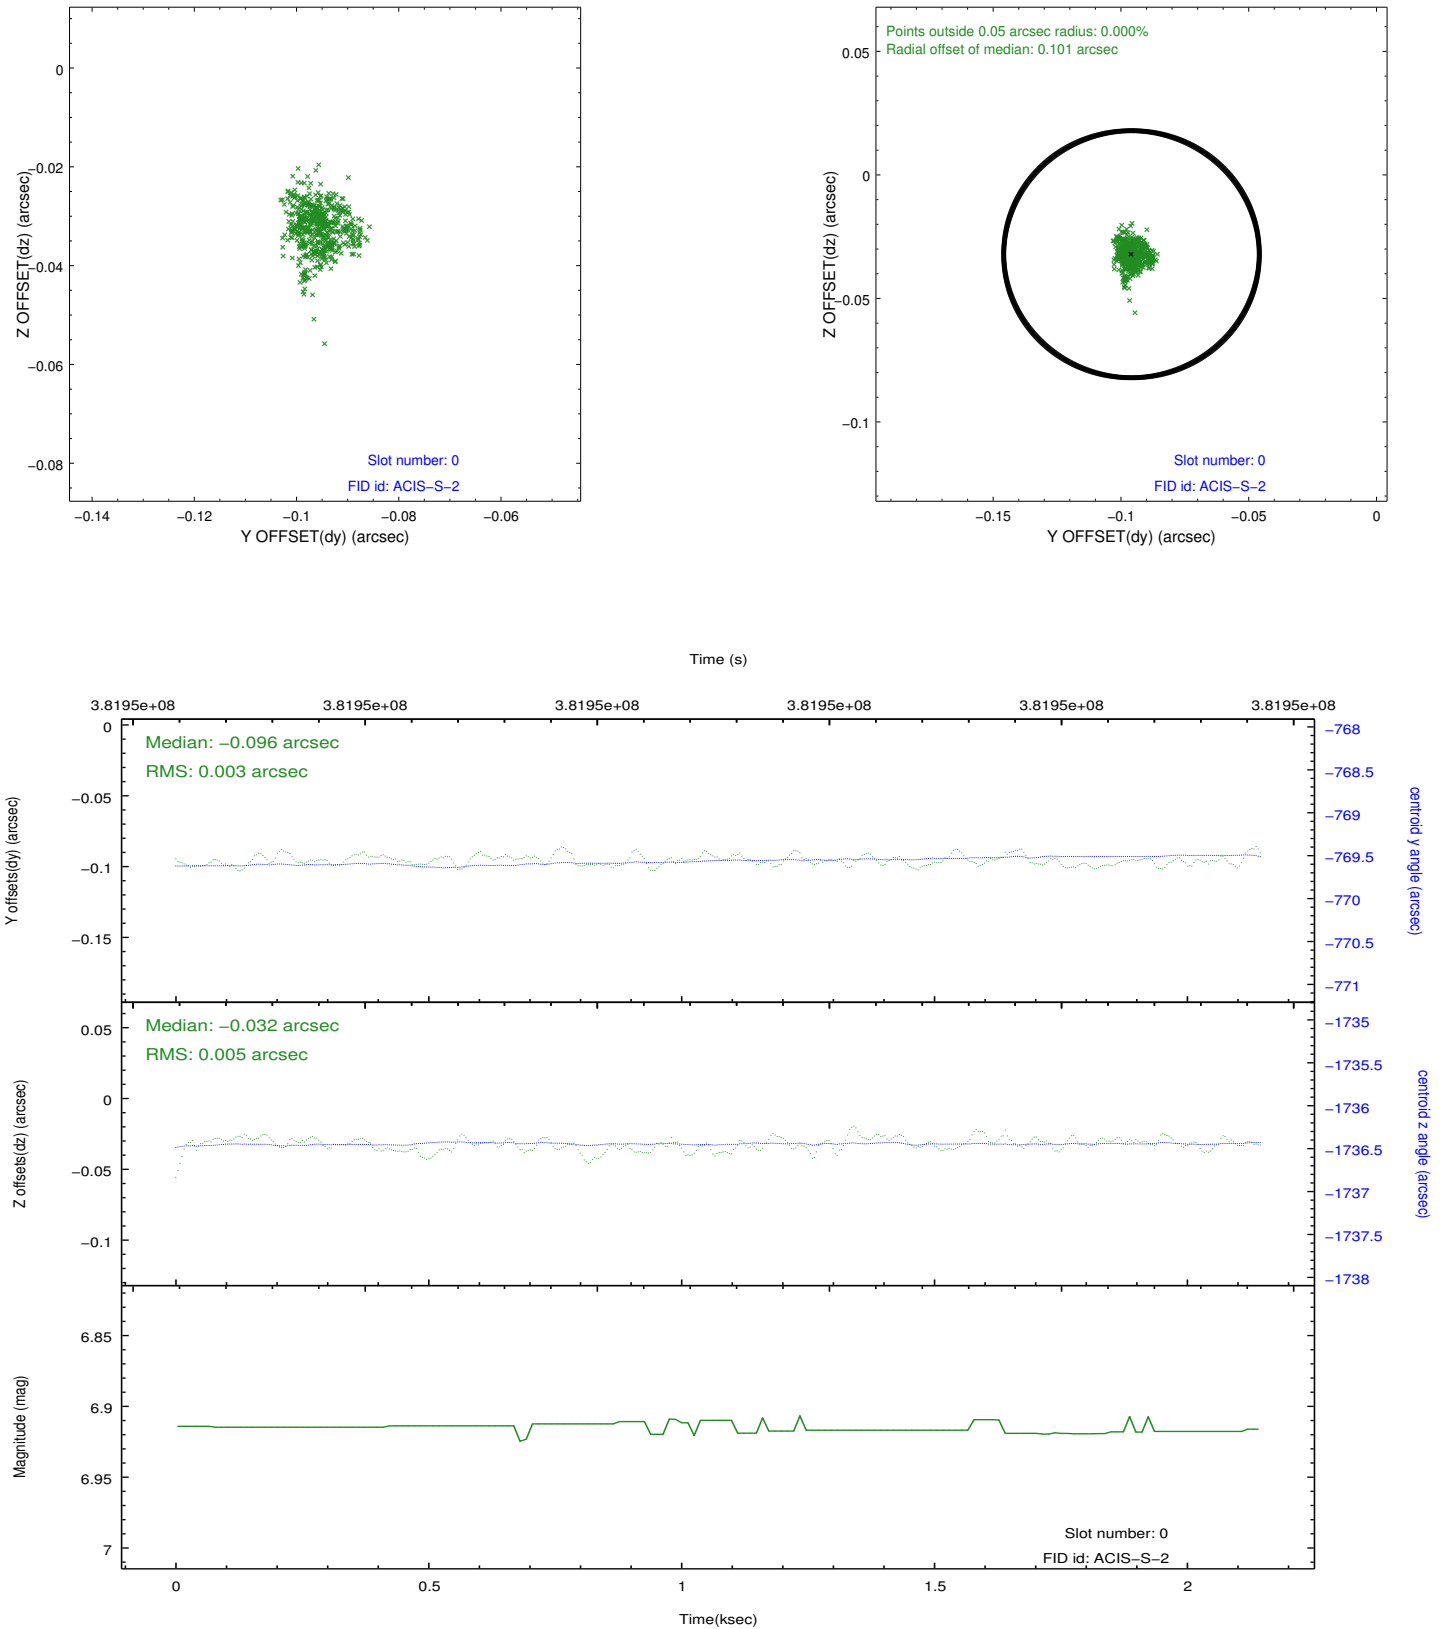 0
−0.02
−0.04
−0.06
−0.08
Z OFFSET(dz) (arcsec)
Slot number: 0
FID id: ACIS−S−2
−0.14
−0.12
−0.1
−0.08
−0.06
Y OFFSET(dy) (arcsec)
Points outside 0.05 arcsec radius: 0.000%
Radial offset of median: 0.101 arcsec
0.05
0
−0.05
−0.1
Z OFFSET(dz) (arcsec)
Slot number: 0
FID id: ACIS−S−2
−0.15
−0.1
−0.05
0
Y OFFSET(dy) (arcsec)
Time (s)
3.8195e+08
3.8195e+08
3.8195e+08
3.8195e+08
3.8195e+08
3.8195e+08
Median: −0.096 arcsec
RMS: 0.003 arcsec
0
−0.05
−0.1
−0.15
Y offsets(dy) (arcsec)
−768
−768.5
−769
−769.5
−770
−770.5
−771
centroid y angle (arcsec)
Median: −0.032 arcsec
RMS: 0.005 arcsec
0.05
0
−0.05
−0.1
Z offsets(dz) (arcsec)
−1735
−1735.5
−1736
−1736.5
−1737
−1737.5
−1738
centroid z angle (arcsec)
6.85
6.9
6.95
7
Magnitude (mag)
Slot number: 0
FID id: ACIS−S−2
0
0.5
1
1.5
2
Time(ksec)